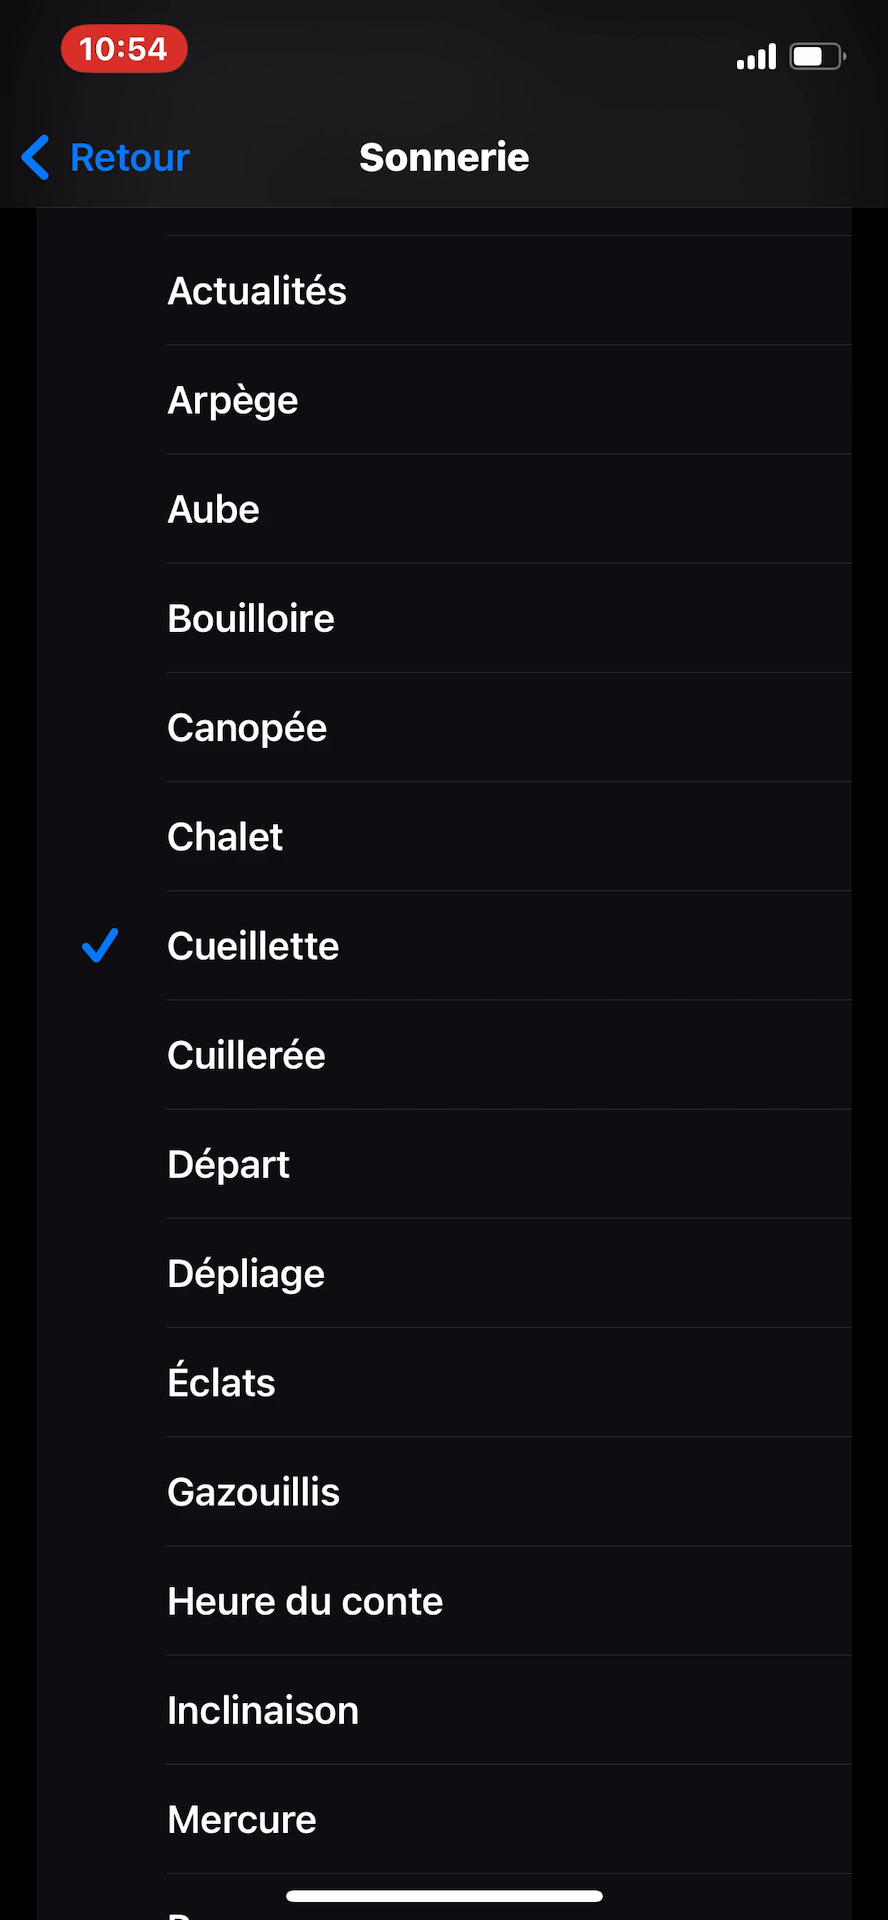 10:54
Retour
Sonnerie
Actualités
Arpège
Aube
Bouilloire
Canopée
Chalet
Cueillette
Cuillerée
Départ
Dépliage
Éclats
Gazouillis
Heure du conte
Inclinaison
Mercure